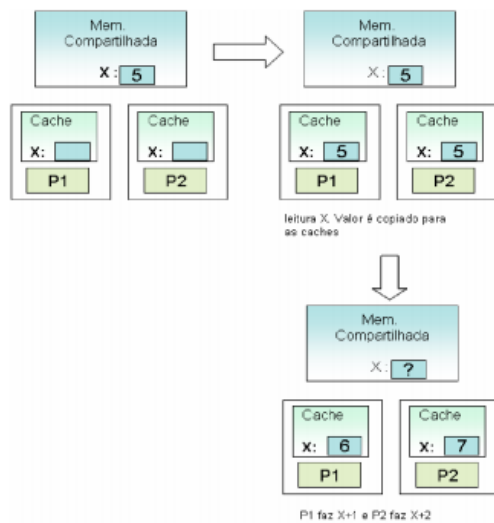 Mem.
Compartilhada
X: 5
Cache
X:
P1
Cache
X:
P2
Mem.
Compartilhada
X: 5
Cache
X: 5
P1
Cache
X: 5
P2
leitura X. Valor é copiado para
as caches
Mem.
Compartilhada
X: ?
Cache
X: 6
P1
Cache
X: 7
P2
P1 faz X+1 e P2 faz X+2